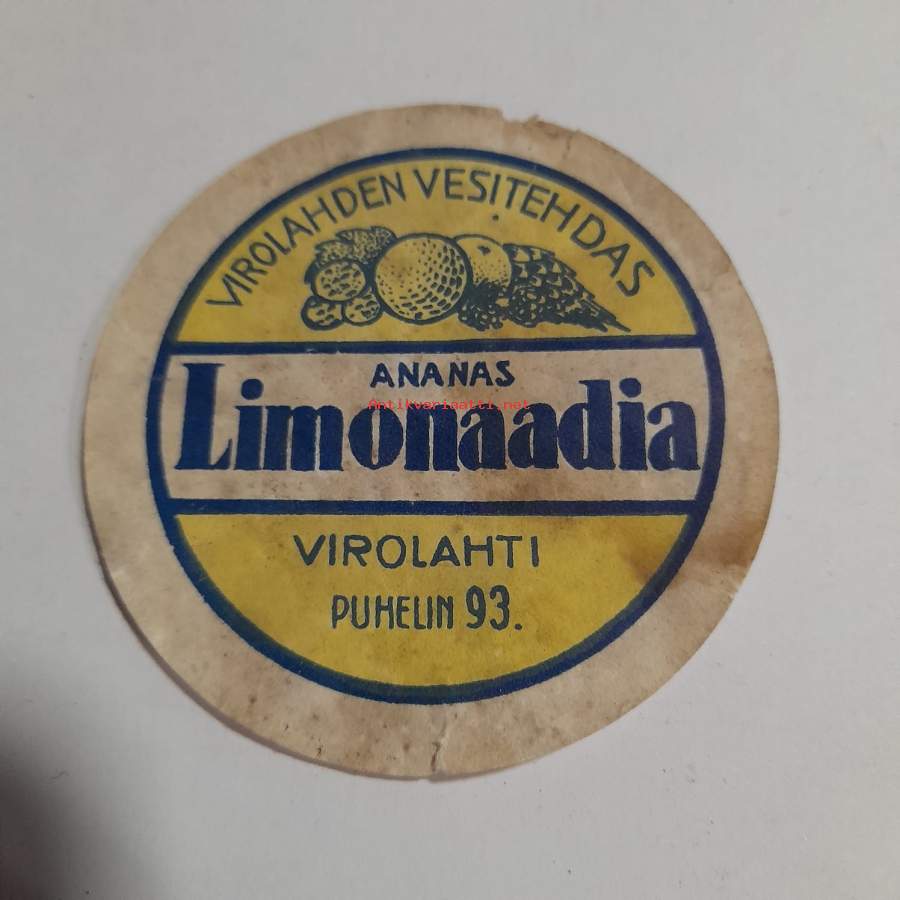 VIROLAHDEN VESITEHDAS
ANANAS
Antikvariaatti.net
Limonaadia
VIROLAHTI
PUHELIN 93.